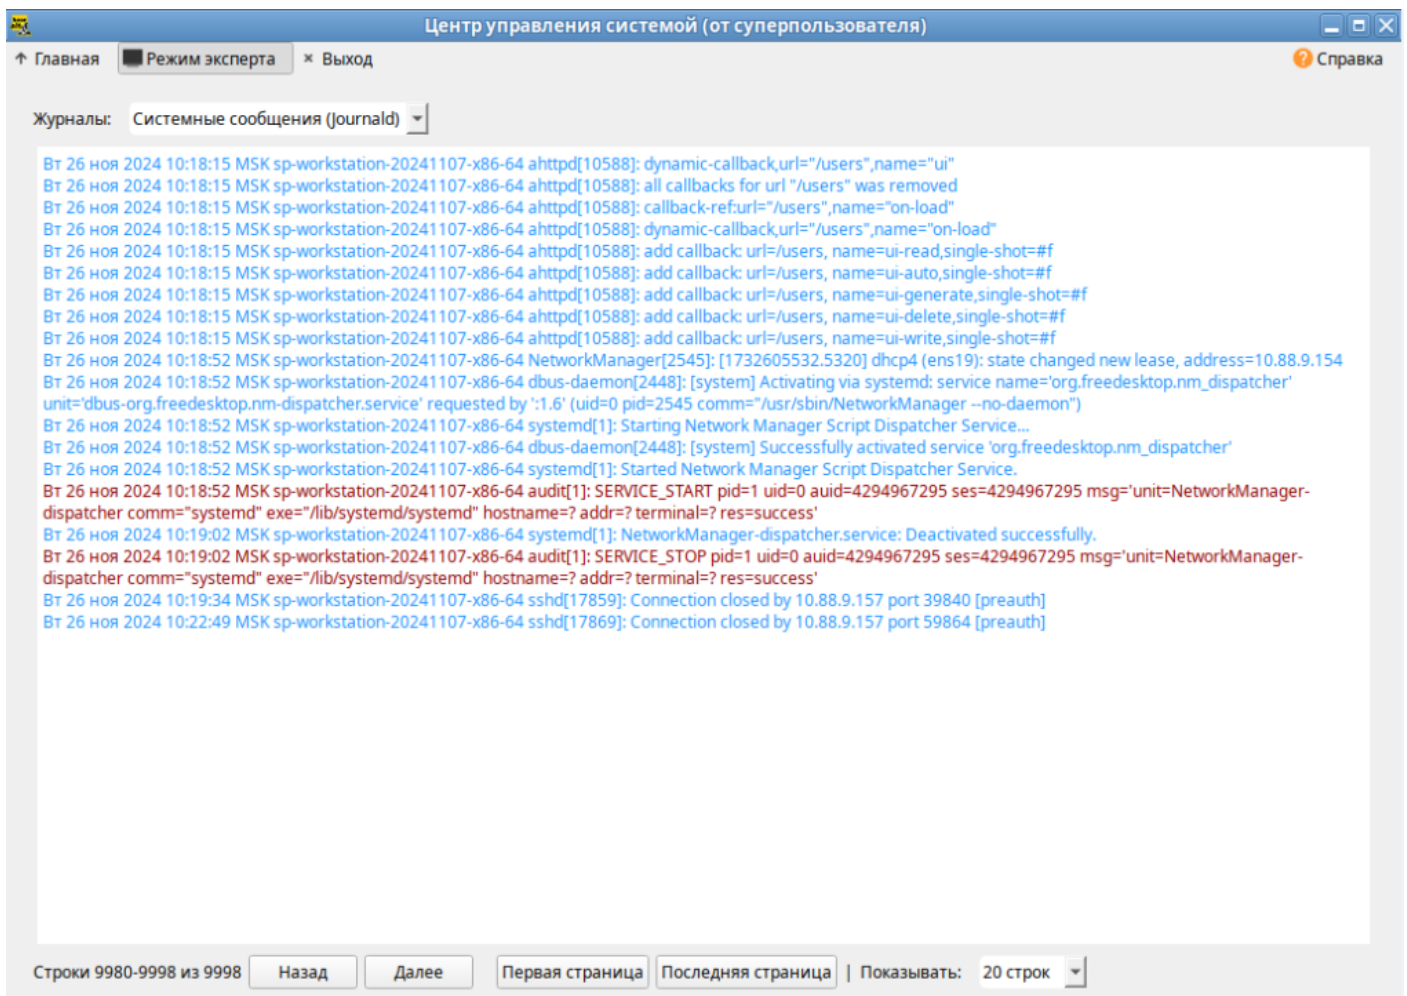 Центр управления системой (от суперпользователя)
Главная Режим эксперта Выход Справка
Журналы: Системные сообщения (Journald)
Вт 26 ноя 2024 10:18:15 MSK sp-workstation-20241107-x86-64 ahttpd[10588]: dynamic-callback,url="/users",name="ui"
Вт 26 ноя 2024 10:18:15 MSK sp-workstation-20241107-x86-64 ahttpd[10588]: all callbacks for url "/users" was removed
Вт 26 ноя 2024 10:18:15 MSK sp-workstation-20241107-x86-64 ahttpd[10588]: callback-ref:url="/users",name="on-load"
Вт 26 ноя 2024 10:18:15 MSK sp-workstation-20241107-x86-64 ahttpd[10588]: dynamic-callback,url="/users",name="on-load"
Вт 26 ноя 2024 10:18:15 MSK sp-workstation-20241107-x86-64 ahttpd[10588]: add callback: url=/users, name=ui-read,single-shot=#f
Вт 26 ноя 2024 10:18:15 MSK sp-workstation-20241107-x86-64 ahttpd[10588]: add callback: url=/users, name=ui-auto,single-shot=#f
Вт 26 ноя 2024 10:18:15 MSK sp-workstation-20241107-x86-64 ahttpd[10588]: add callback: url=/users, name=ui-generate,single-shot=#f
Вт 26 ноя 2024 10:18:15 MSK sp-workstation-20241107-x86-64 ahttpd[10588]: add callback: url=/users, name=ui-delete,single-shot=#f
Вт 26 ноя 2024 10:18:15 MSK sp-workstation-20241107-x86-64 ahttpd[10588]: add callback: url=/users, name=ui-write,single-shot=#f
Вт 26 ноя 2024 10:18:52 MSK sp-workstation-20241107-x86-64 NetworkManager[2545]: [1732605532.5320] dhcp4 (ens19): state changed new lease, address=10.88.9.154
Вт 26 ноя 2024 10:18:52 MSK sp-workstation-20241107-x86-64 dbus-daemon[2448]: [system] Activating via systemd: service name='org.freedesktop.nm_dispatcher'
unit='dbus-org.freedesktop.nm-dispatcher.service' requested by ':1.6' (uid=0 pid=2545 comm="/usr/sbin/NetworkManager --no-daemon")
Вт 26 ноя 2024 10:18:52 MSK sp-workstation-20241107-x86-64 systemd[1]: Starting Network Manager Script Dispatcher Service...
Вт 26 ноя 2024 10:18:52 MSK sp-workstation-20241107-x86-64 dbus-daemon[2448]: [system] Successfully activated service 'org.freedesktop.nm_dispatcher'
Вт 26 ноя 2024 10:18:52 MSK sp-workstation-20241107-x86-64 systemd[1]: Started Network Manager Script Dispatcher Service.
Вт 26 ноя 2024 10:18:52 MSK sp-workstation-20241107-x86-64 audit[1]: SERVICE_START pid=1 uid=0 auid=4294967295 ses=4294967295 msg='unit=NetworkManager-
dispatcher comm="systemd" exe="/lib/systemd/systemd" hostname=? addr=? terminal=? res=success'
Вт 26 ноя 2024 10:19:02 MSK sp-workstation-20241107-x86-64 systemd[1]: NetworkManager-dispatcher.service: Deactivated successfully.
Вт 26 ноя 2024 10:19:02 MSK sp-workstation-20241107-x86-64 audit[1]: SERVICE_STOP pid=1 uid=0 auid=4294967295 ses=4294967295 msg='unit=NetworkManager-
dispatcher comm="systemd" exe="/lib/systemd/systemd" hostname=? addr=? terminal=? res=success'
Вт 26 ноя 2024 10:19:34 MSK sp-workstation-20241107-x86-64 sshd[17859]: Connection closed by 10.88.9.157 port 39840 [preauth]
Вт 26 ноя 2024 10:22:49 MSK sp-workstation-20241107-x86-64 sshd[17869]: Connection closed by 10.88.9.157 port 59864 [preauth]
Строки 9980-9998 из 9998 Назад Далее Первая страница Последняя страница | Показывать: 20 строк